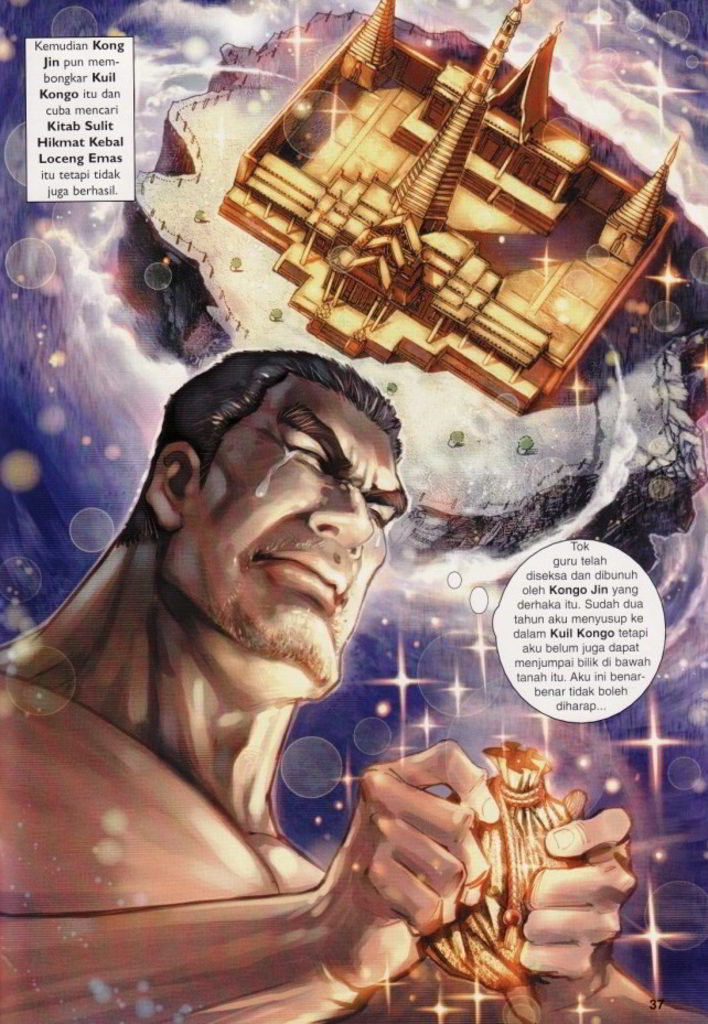 Kemudian Kong
Jin pun mem-
bongkar Kuil
Kongo itu dan
cuba mencari
Kitab Sulit
Hikmat Kebal
Loceng Emas
itu tetapi tidak
juga berhasil.
Tok
guru telah
diseksa dan dibunuh
oleh Kongo Jin yang
derhaka itu. Sudah dua
tahun aku menyusup ke
dalam Kuil Kongo tetapi
aku belum juga dapat
menjumpai bilik di bawah
tanah itu. Aku ini benar-
benar tidak boleh
diharap...
37